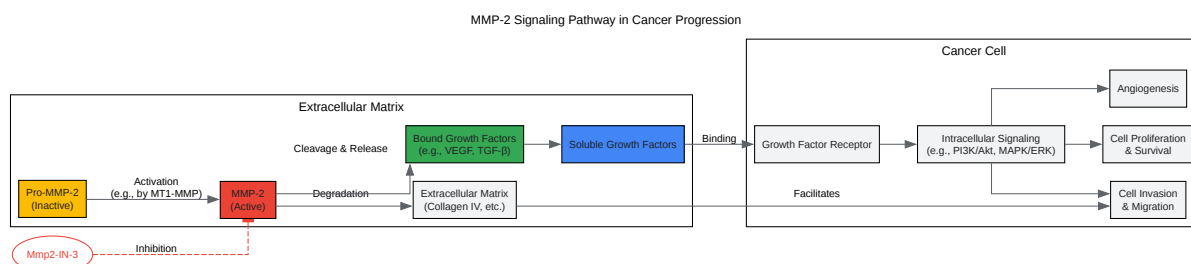 MMP-2 Signaling Pathway in Cancer Progression
Extracellular Matrix
Cancer Cell
Pro-MMP-2
(Inactive)
Activation
(e.g., by MT1-MMP)
MMP-2
(Active)
Mmp2-IN-3
Inhibition
Cleavage & Release
Degradation
Bound Growth Factors
(e.g., VEGF, TGF-β)
Extracellular Matrix
(Collagen IV, etc.)
Soluble Growth Factors
Binding
Growth Factor Receptor
Intracellular Signaling
(e.g., PI3K/Akt, MAPK/ERK)
Facilitates
Angiogenesis
Cell Proliferation
& Survival
Cell Invasion
& Migration